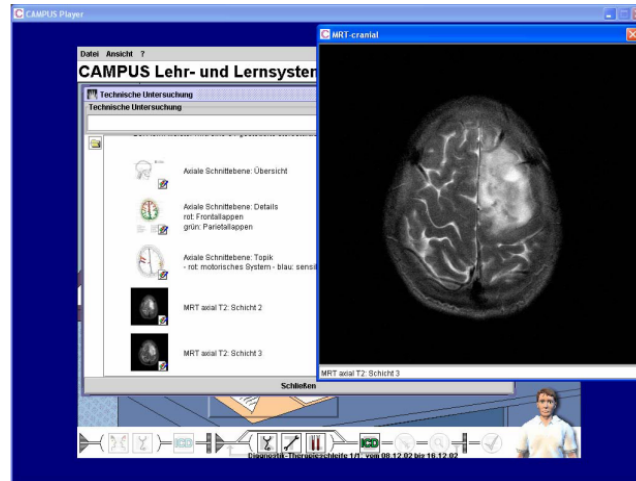 CAMPUS Player
MRT-cranial
Datei Ansicht ?
CAMPUS Lehr- und Lernsystem
Technische Untersuchung
Technische Untersuchung
Axiale Schnittebene: Übersicht
Axiale Schnittebene: Details
rot: Frontallappen
grün: Parietallappen
Axiale Schnittebene: Topik
- rot: motorisches System - blau: sensil
MRT axial T2: Schicht 2
MRT axial T2: Schicht 3
MRT axial T2: Schicht 3
Schließen
ICD
ICD
Diagnostik-Therapieschleife 1/1: vom 08.12.02 bis 16.12.02